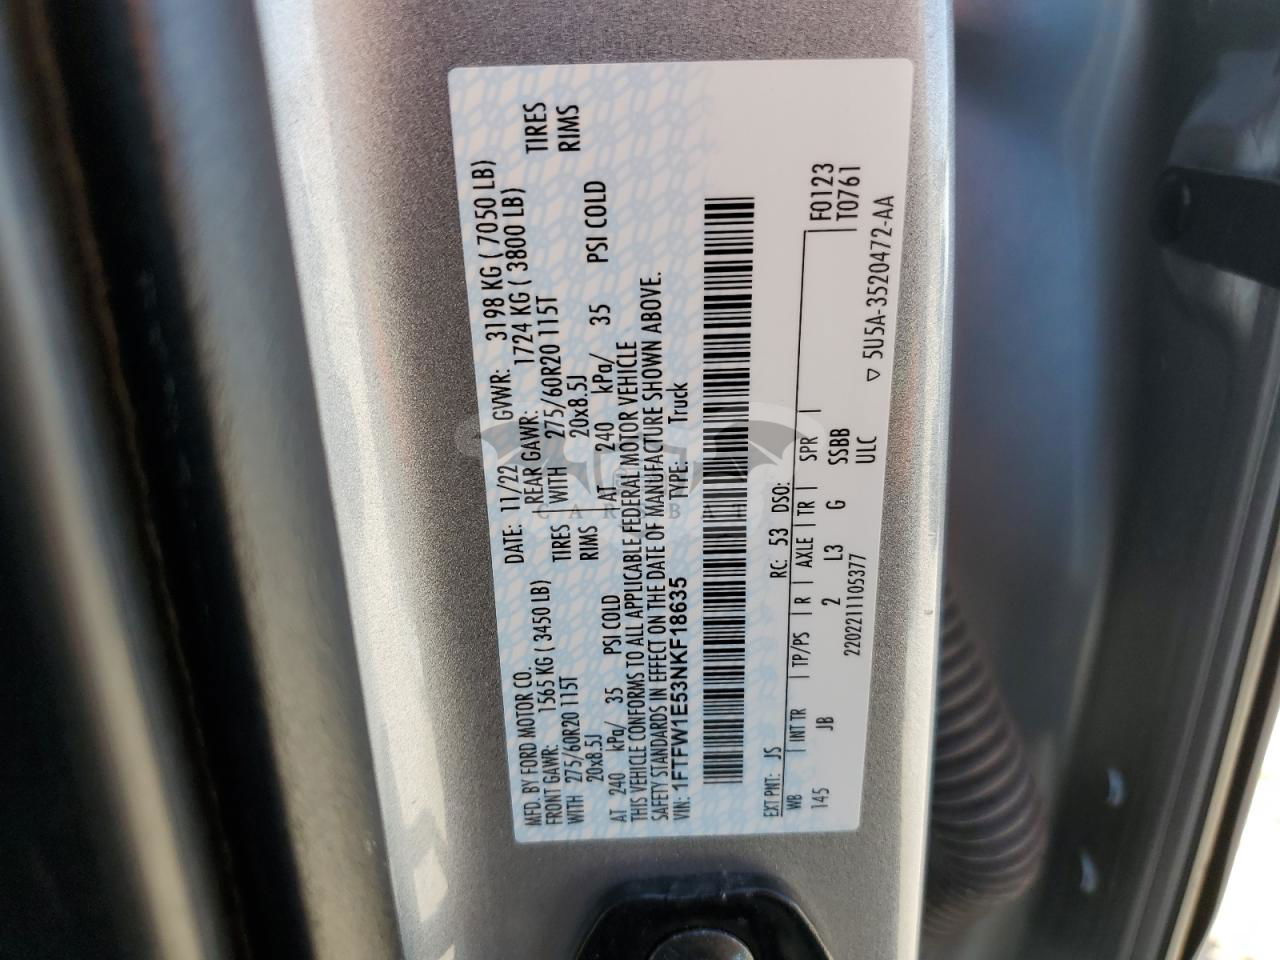 MFD. BY FORD MOTOR CO. DATE: 11/22 GVWR: 3198 KG ( 7050 LB)
FRONT GAWR: 1565 KG ( 3450 LB) REAR GAWR: 1724 KG ( 3800 LB)
WITH 275/60R20 115T TIRES WITH 275/60R20 115T TIRES
20x8.5J RIMS 20x8.5J RIMS
AT 240 kPa/ 35 PSI COLD AT 240 kPa/ 35 PSI COLD
THIS VEHICLE CONFORMS TO ALL APPLICABLE FEDERAL MOTOR VEHICLE
SAFETY STANDARDS IN EFFECT ON THE DATE OF MANUFACTURE SHOWN ABOVE.
VIN: 1FTFW1E53NKF18635 TYPE: Truck
EXT PNT: JS RC: 53 DSO: F0123
WB INT TR TP/PS R AXLE TR SPR T0761
145 JB 2 L3 G SSBB
2202211105377 ULC
▽ 5U5A-3520472-AA
CAR BAT